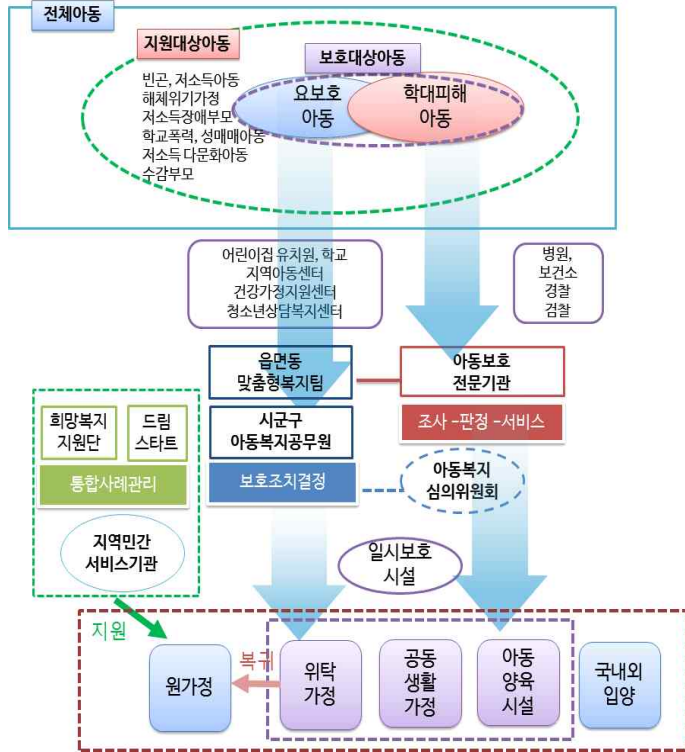 전체아동
지원대상아동
보호대상아동
빈곤, 저소득아동
해체위기가정
저소득장애부모
학교폭력, 성매매아동
저소득 다문화아동
수감부모
요보호
아동
학대피해
아동
어린이집 유치원, 학교
지역아동센터
건강가정지원센터
청소년상담복지센터
병원,
보건소
경찰
검찰
읍면동
맞춤형복지팀
아동보호
전문기관
시군구
아동복지공무원
조사 -판정 -서비스
보호조치결정
아동복지
심의위원회
희망복지
지원단
드림
스타트
통합사례관리
지역민간
서비스기관
일시보호
시설
지원
복귀
원가정
위탁
가정
공동
생활
가정
아동
양육
시설
국내외
입양